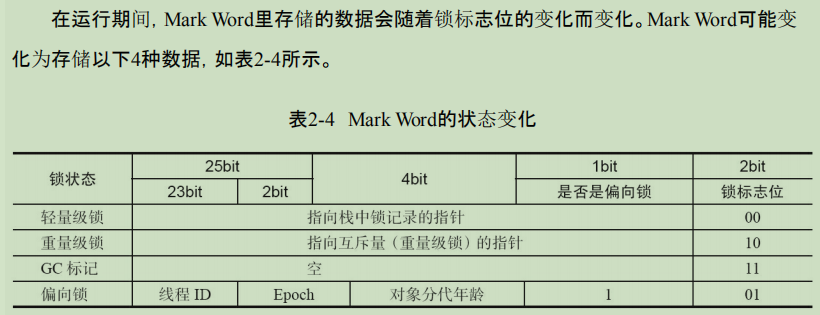 在运行期间，Mark Word里存储的数据会随着锁标志位的变化而变化。Mark Word可能变
化为存储以下4种数据，如表2-4所示。
表2-4 Mark Word的状态变化
锁状态 25bit 4bit 1bit 2bit
23bit 2bit 是否是偏向锁 锁标志位
轻量级锁 指向栈中锁记录的指针 00
重量级锁 指向互斥量（重量级锁）的指针 10
GC 标记 空 11
偏向锁 线程 ID Epoch 对象分代年龄 1 01